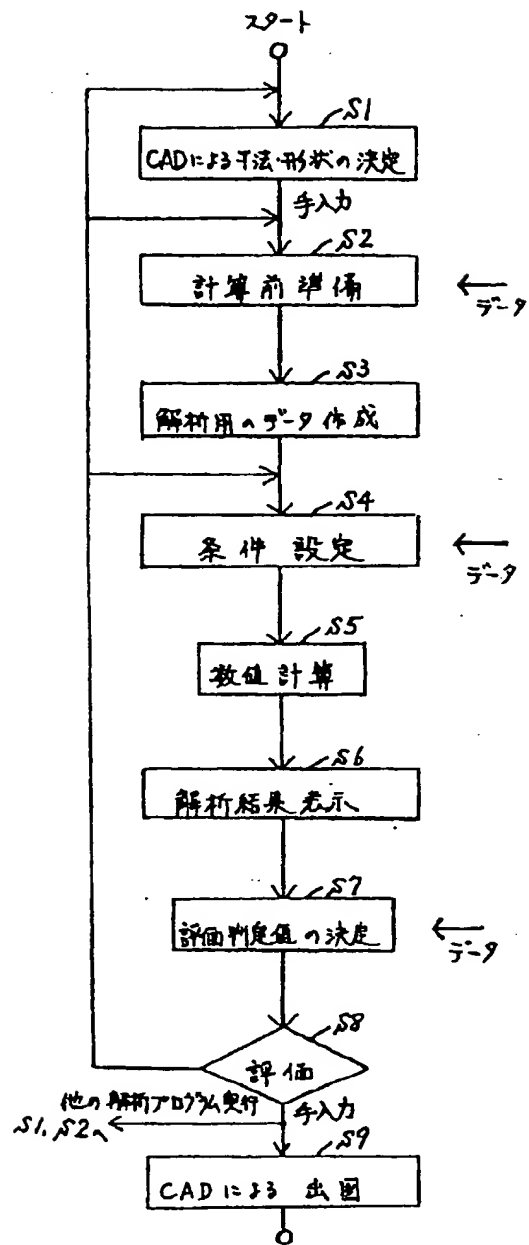 スタート
S1
CADによる寸法・形状の決定
手入力
S2
計算前準備
データ
S3
解析用のデータ作成
S4
条件設定
データ
S5
数値計算
S6
解析結果表示
S7
評価判定値の決定
データ
S8
評価
他の解析プログラム実行
手入力
S1、S2へ
S9
CADによる 出図